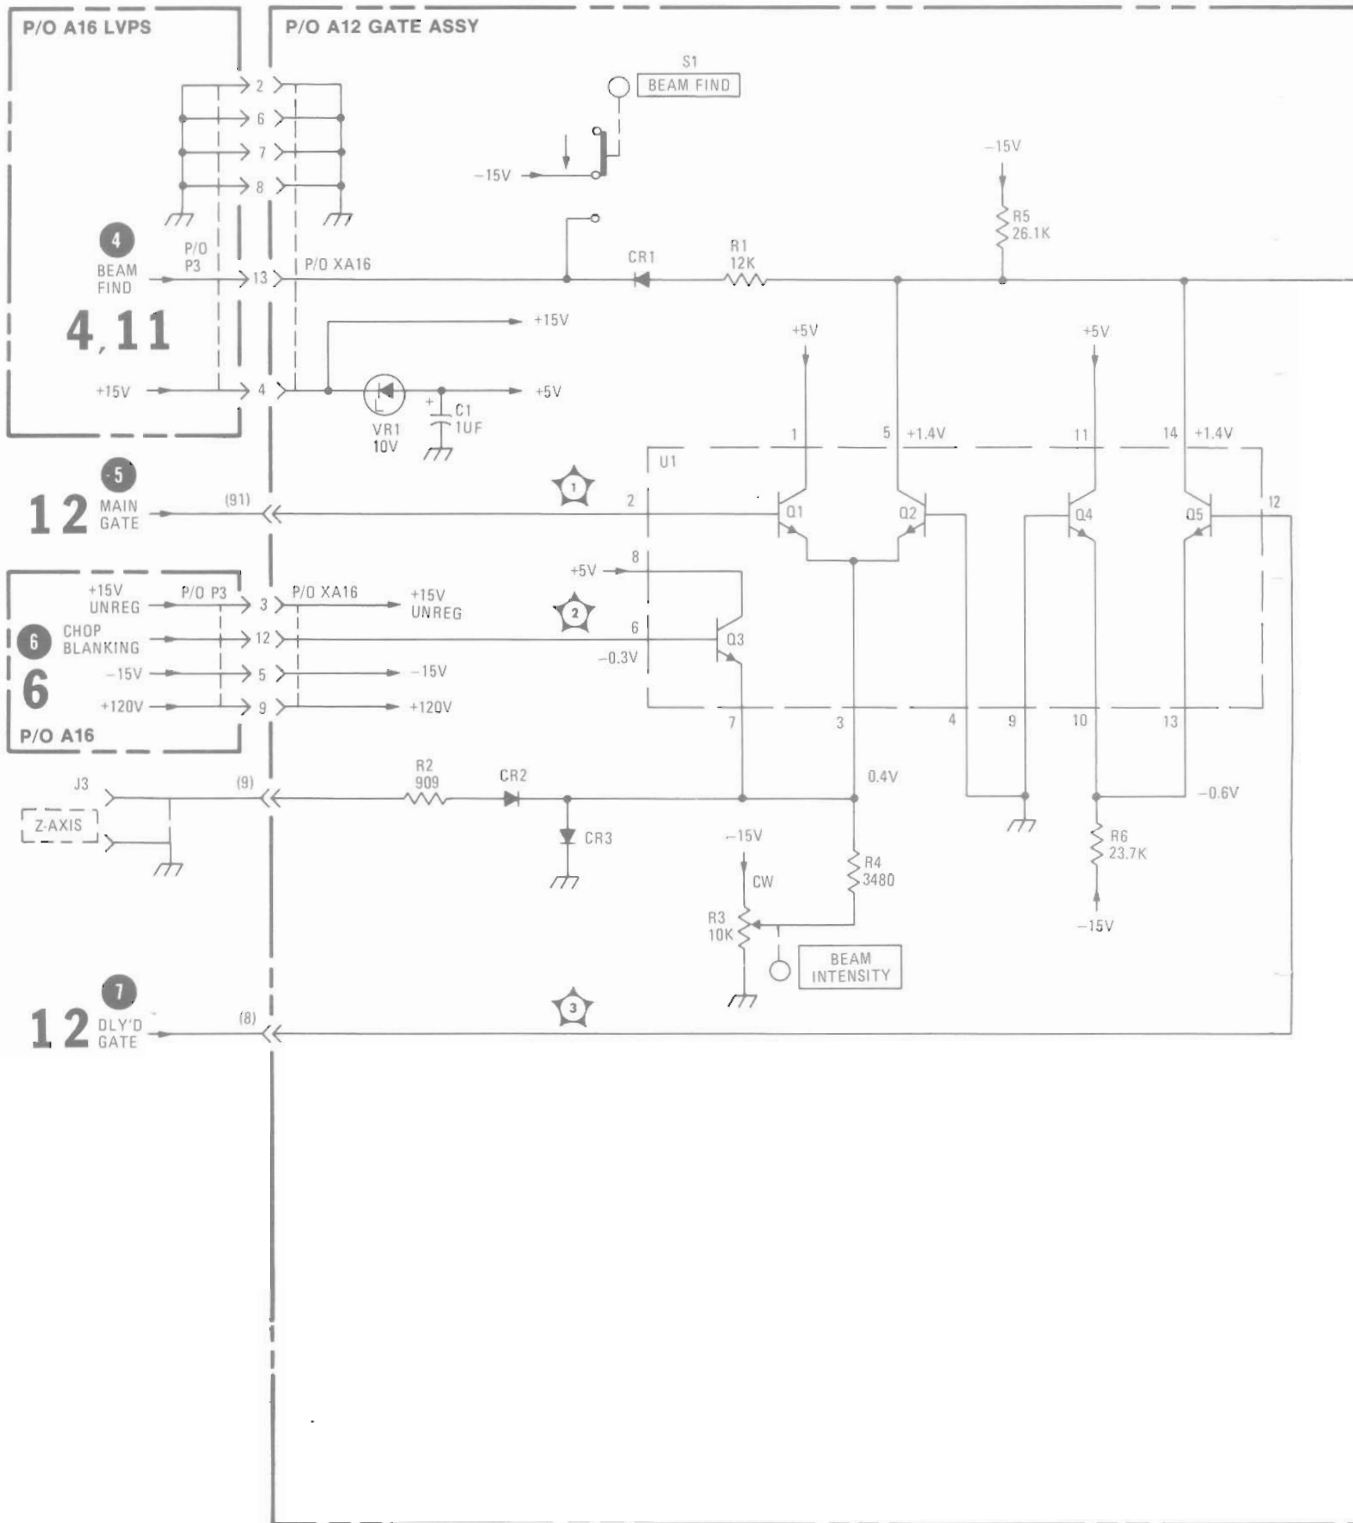 P/O A16 LVPS
P/O A12 GATE ASSY
S1
BEAM FIND
2
6
7
8
-15V
-15V
R5
26.1K
4
BEAM
FIND
P/O
P3
13
P/O XA16
CR1
R1
12K
4, 11
+15V
+5V
+5V
+15V
4
+5V
VR1
10V
+
C1
1UF
1
5
+1.4V
11
14
+1.4V
U1
5
12
MAIN
GATE
(91)
1
2
Q1
Q2
Q4
Q5
12
+5V
8
+15V
UNREG
P/O P3
3
P/O XA16
+15V
UNREG
2
6
CHOP
BLANKING
12
6
-0.3V
Q3
6
-15V
5
-15V
+120V
9
+120V
P/O A16
7
3
4
9
10
13
J3
(9)
R2
909
CR2
0.4V
-0.6V
Z-AXIS
CR3
-15V
CW
R4
3480
R6
23.7K
R3
10K
-15V
BEAM
INTENSITY
7
12
DLY'D
GATE
(8)
3